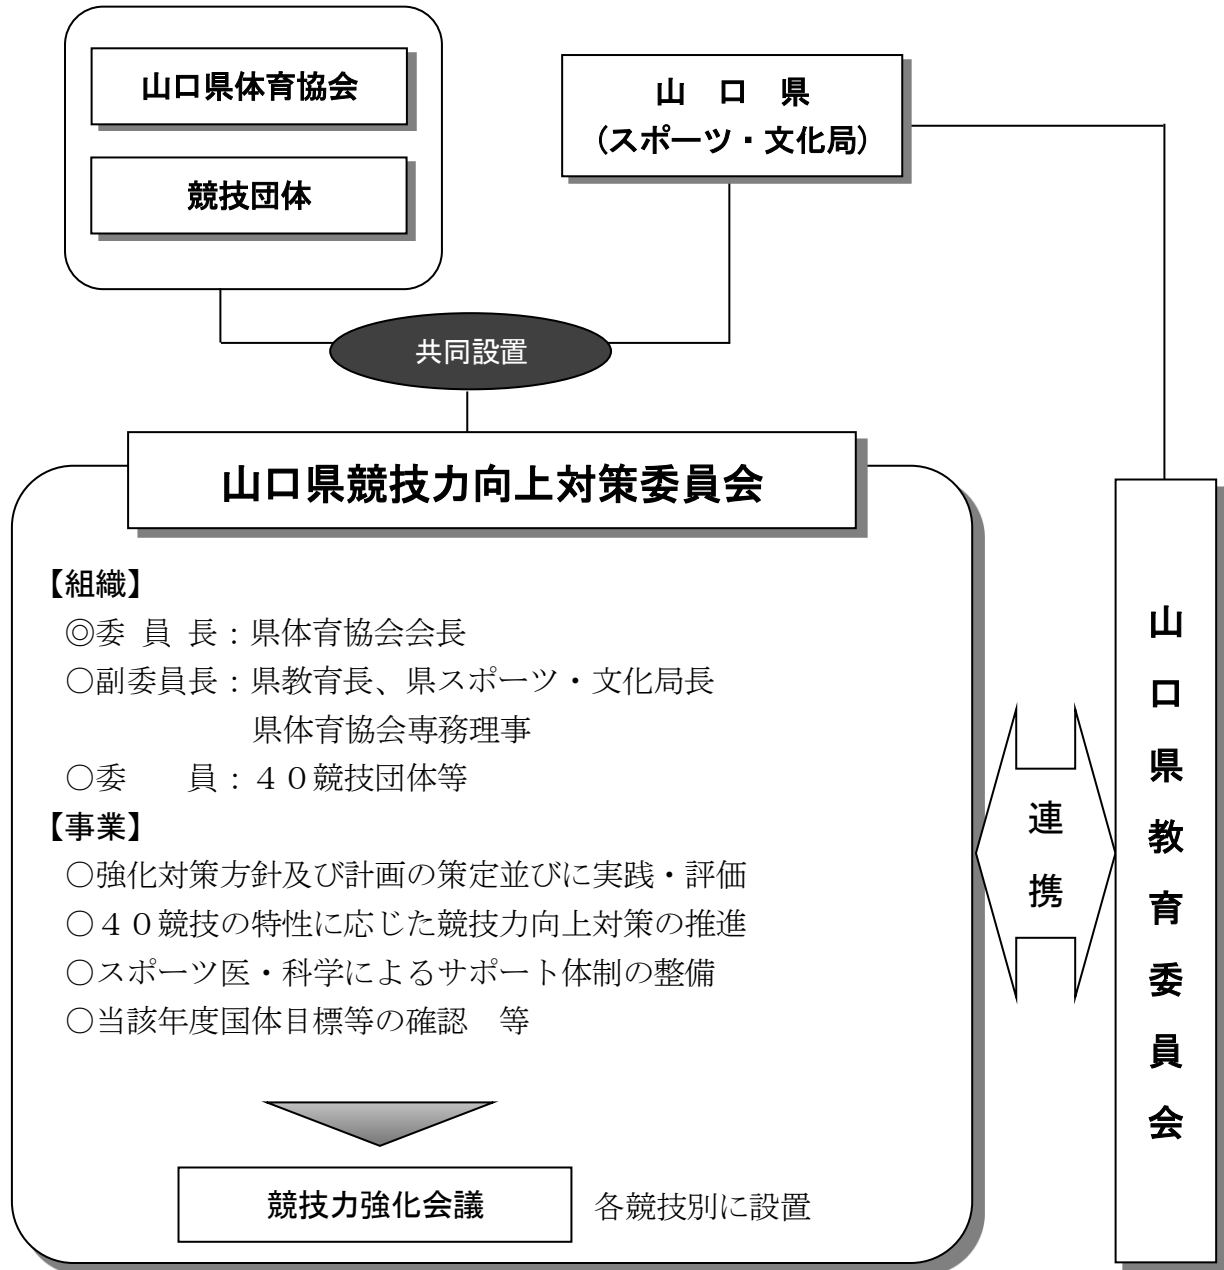 山口県体育協会
競技団体
山　口　県
（スポーツ・文化局）
共同設置
山口県競技力向上対策委員会
【組織】
◎委 員 長：県体育協会会長
○副委員長：県教育長、県スポーツ・文化局長
県体育協会専務理事
○委　　員：４０競技団体等
【事業】
○強化対策方針及び計画の策定並びに実践・評価
○４０競技の特性に応じた競技力向上対策の推進
○スポーツ医・科学によるサポート体制の整備
○当該年度国体目標等の確認　等
競技力強化会議
各競技別に設置
連携
山口県教育委員会